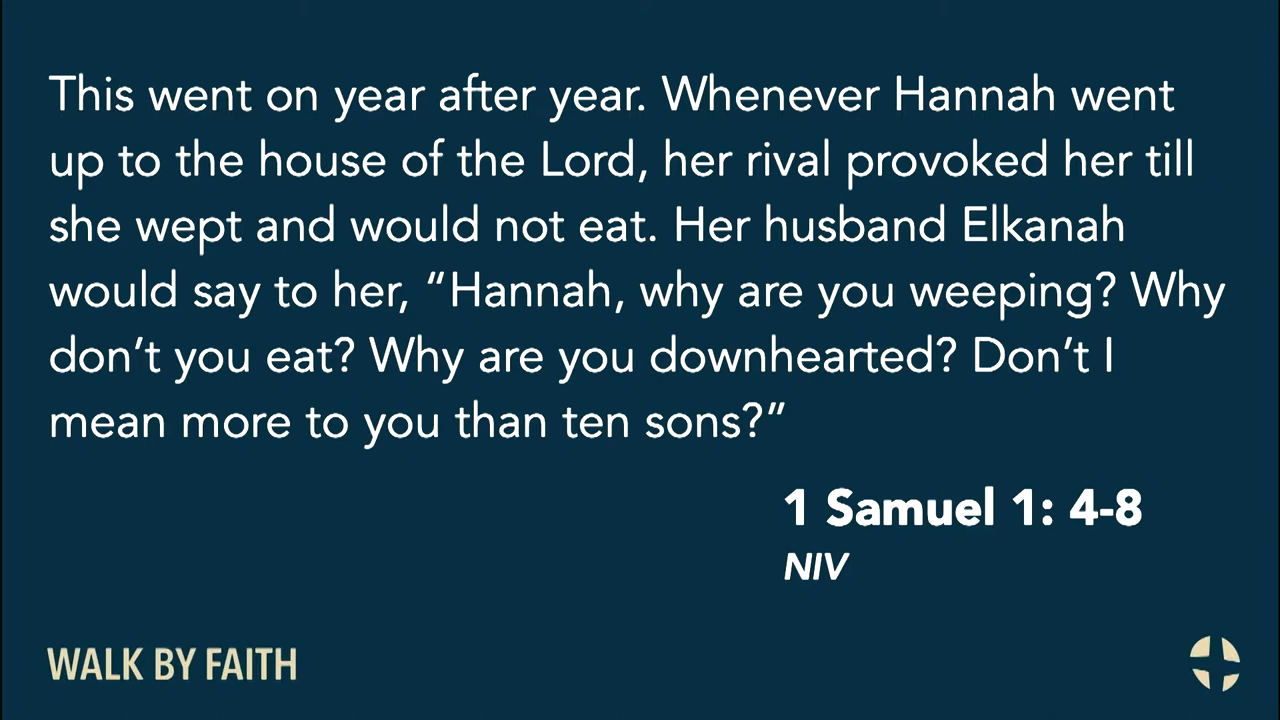 This went on year after year. Whenever Hannah went
up to the house of the Lord, her rival provoked her till
she wept and would not eat. Her husband Elkanah
would say to her, “Hannah, why are you weeping? Why
don’t you eat? Why are you downhearted? Don’t I
mean more to you than ten sons?”
1 Samuel 1: 4-8
NIV
WALK BY FAITH